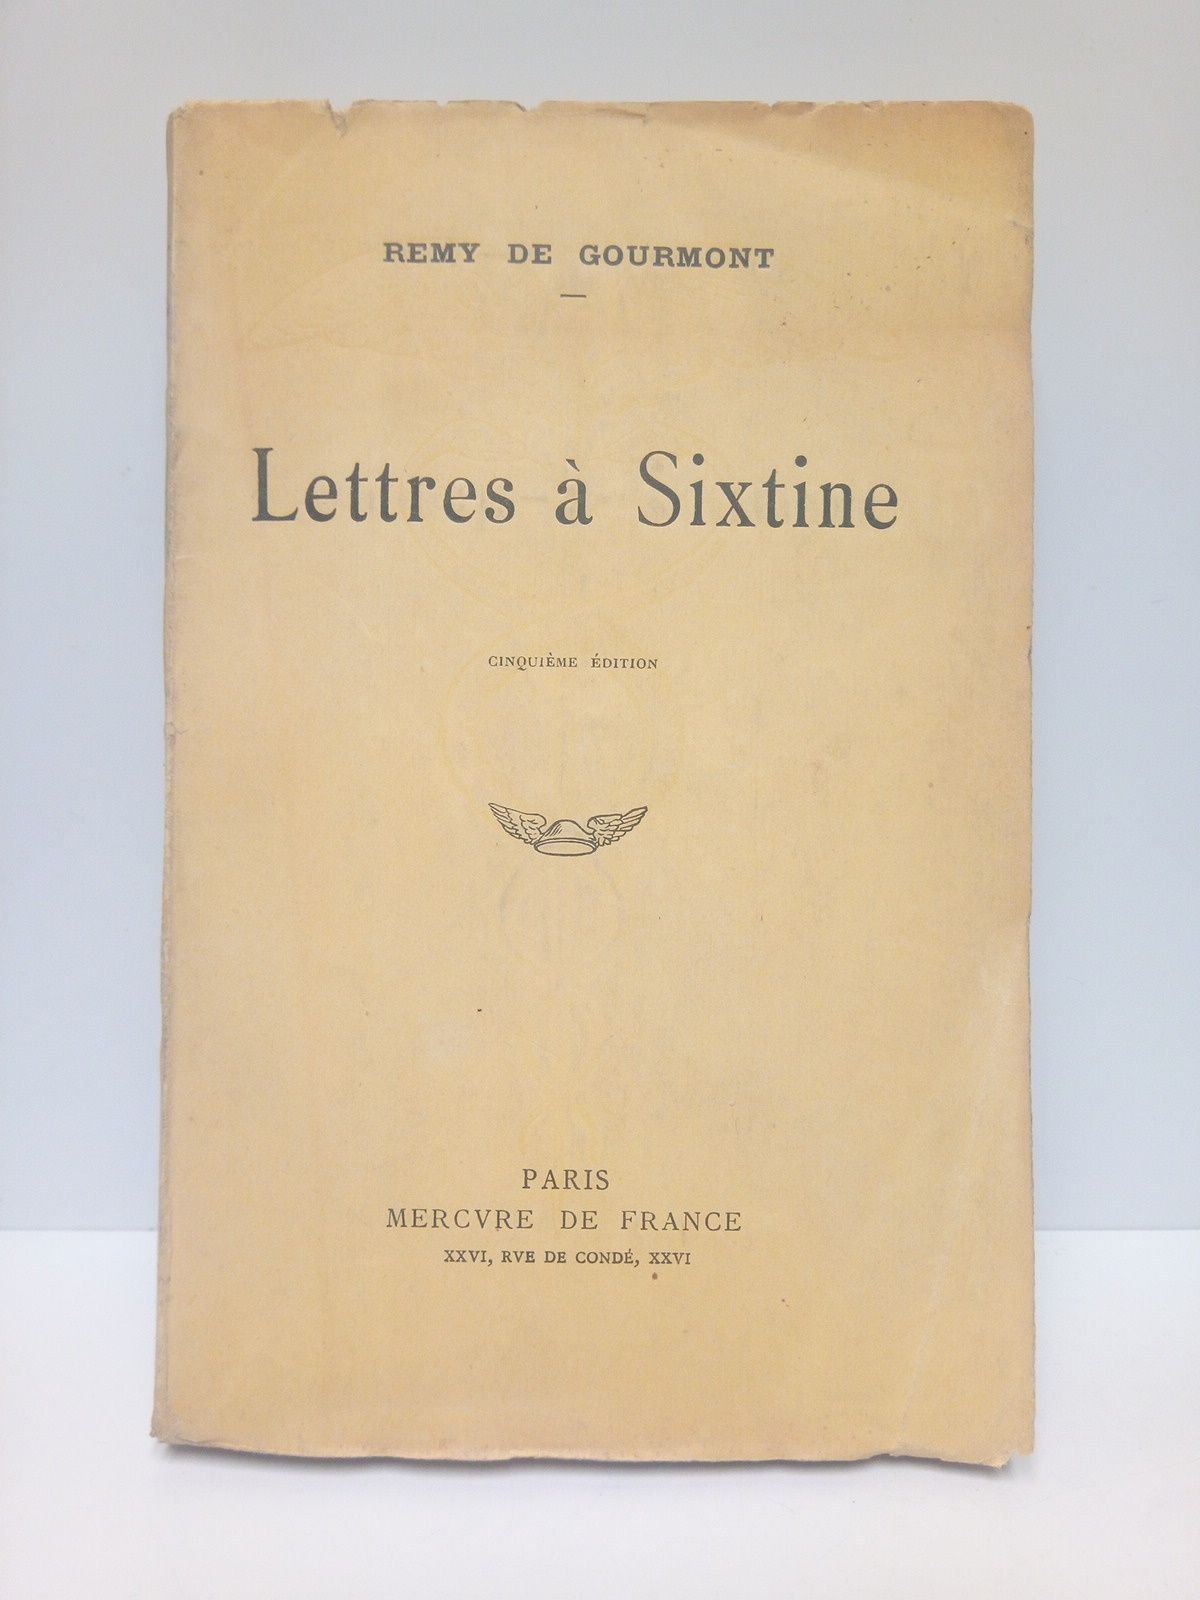 REMY DE GOURMONT
Lettres à Sixtine
CINQUIÈME ÉDITION
PARIS
MERCVRE DE FRANCE
XXVI, RVE DE CONDÉ, XXVI